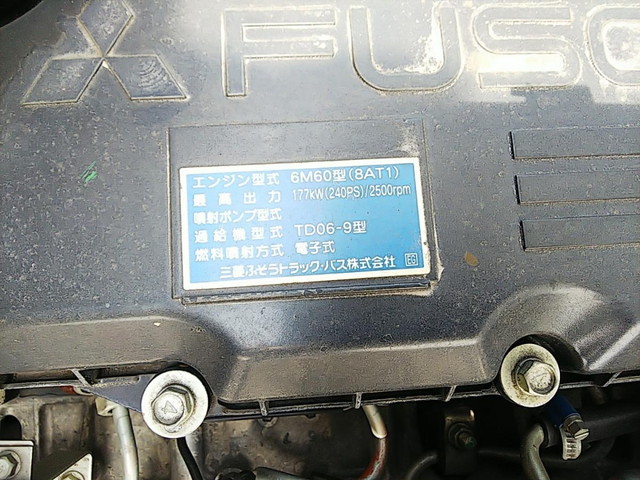 FUSO
エンジン型式 6M60型(8AT1)
最高出力 177kW(240PS)/2500rpm
噴射ポンプ型式
過給機型式 TD06-9型
燃料噴射方式 電子式
三菱ふそうトラック・バス株式会社 EG